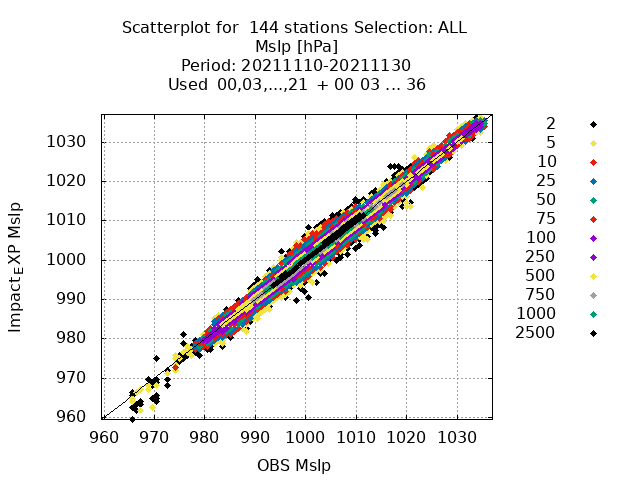 Scatterplot for 144 stations Selection: ALL
Mslp [hPa]
Period: 20211110-20211130
Used 00,03,...,21 + 00 03 ... 36
Impact_EXP Mslp
1030
1020
1010
1000
990
980
970
960
960 970 980 990 1000 1010 1020 1030
OBS Mslp
2
5
10
25
50
75
100
250
500
750
1000
2500